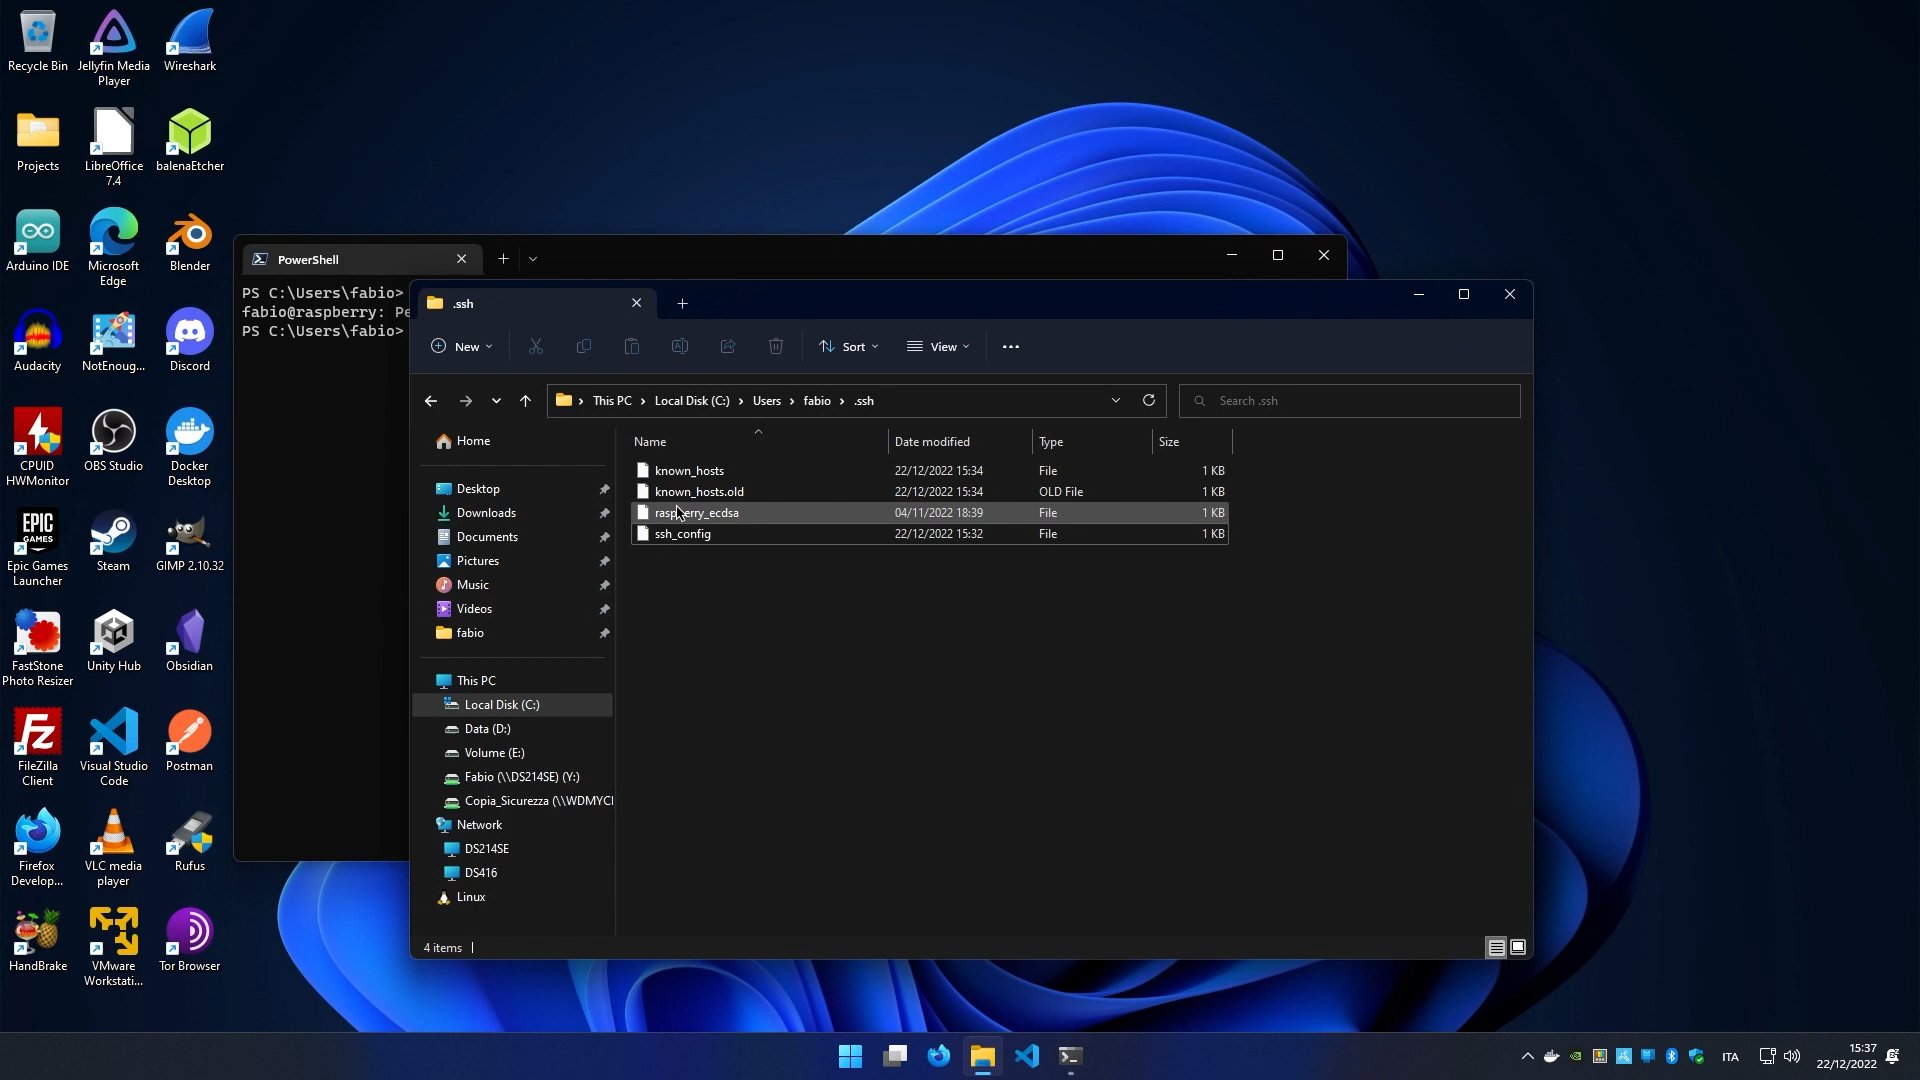 Recycle Bin
Jellyfin Media
Player
Wireshark
Projects
LibreOffice
7.4
balenaEtcher
Arduino IDE
Microsoft
Edge
Blender
Audacity
NotEnoug...
Discord
CPUID
HWMonitor
OBS Studio
Docker
Desktop
EPIC
GAMES
Epic Games
Launcher
Steam
GIMP 2.10.32
FastStone
Photo Resizer
Unity Hub
Obsidian
FileZilla
Client
Visual Studio
Code
Postman
Firefox
Develop...
VLC media
player
Rufus
HandBrake
VMware
Workstati...
Tor Browser
PowerShell
PS C:\Users\fabio>
fabio@raspberry: Pe
PS C:\Users\fabio>
.ssh
New
Sort
View
This PC > Local Disk (C:) > Users > fabio > .ssh
Search .ssh
Home
Desktop
Downloads
Documents
Pictures
Music
Videos
fabio
This PC
Local Disk (C:)
Data (D:)
Volume (E:)
Fabio (\\DS214SE) (Y:)
Copia_Sicurezza (\\WDMYCl
Network
DS214SE
DS416
Linux
Name Date modified Type Size
known_hosts 22/12/2022 15:34 File 1 KB
known_hosts.old 22/12/2022 15:34 OLD File 1 KB
raspberry_ecdsa 04/11/2022 18:39 File 1 KB
ssh_config 22/12/2022 15:32 File 1 KB
4 items
ITA
15:37
22/12/2022